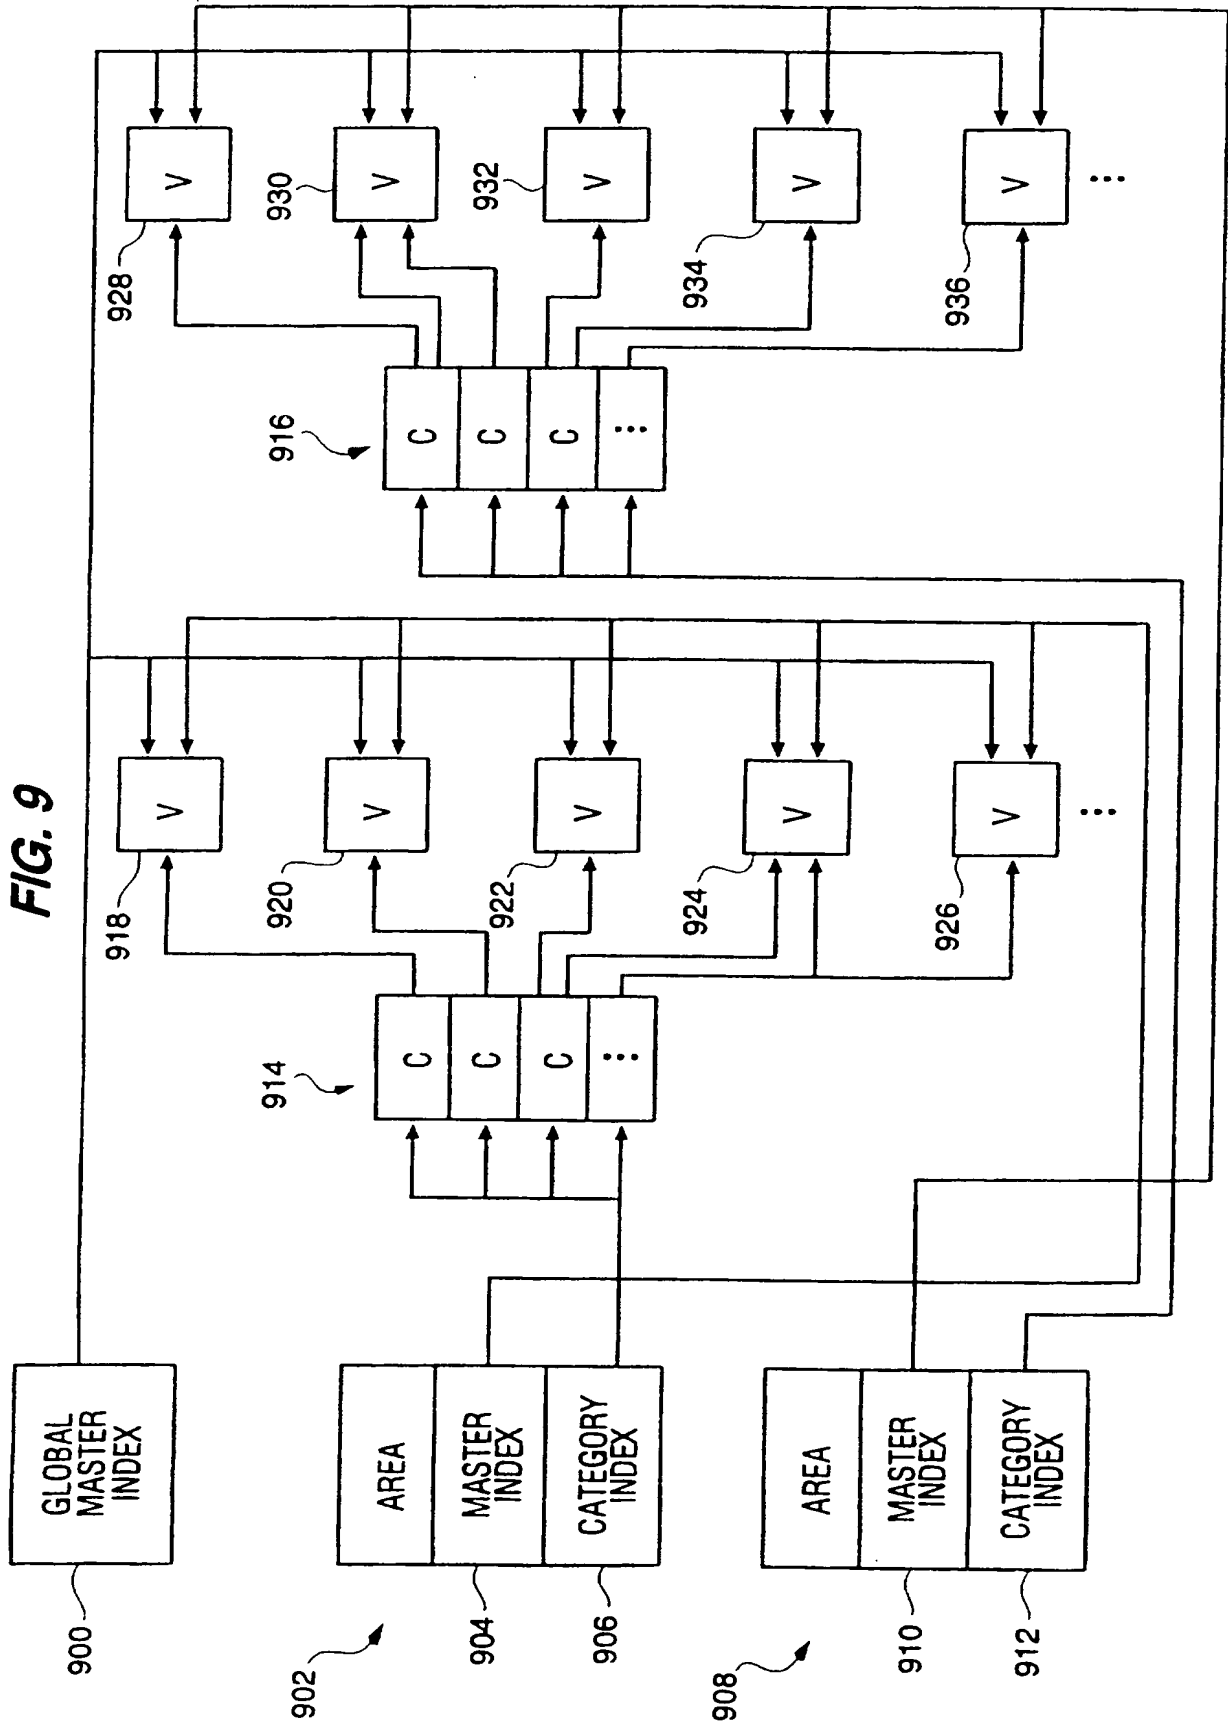 FIG. 9
GLOBAL
MASTER
INDEX
900
902
AREA
MASTER
INDEX
CATEGORY
INDEX
904
906
908
AREA
MASTER
INDEX
CATEGORY
INDEX
910
912
914
C
C
C
⋮
918
V
920
V
922
V
924
V
926
V
⋮
916
C
C
C
⋮
928
V
930
V
932
V
934
V
936
V
⋮